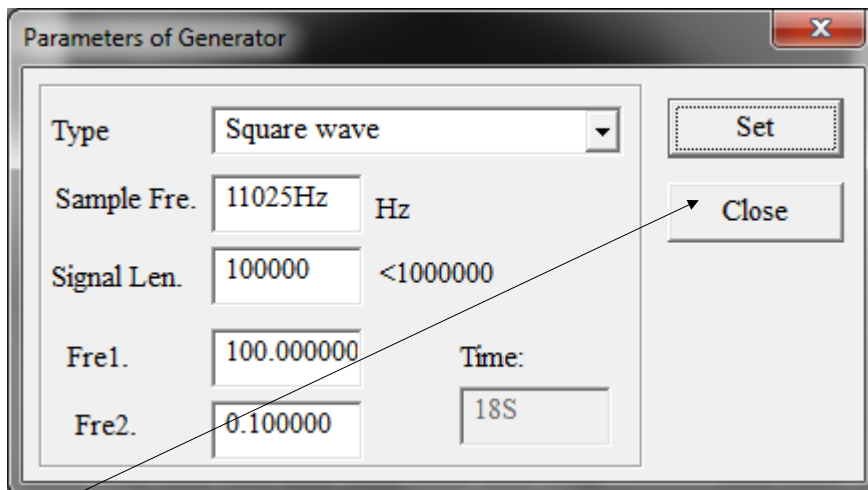 Parameters of Generator
Type Square wave
Set
Sample Fre. 11025Hz Hz
Close
Signal Len. 100000 <1000000
Fre1. 100.000000 Time:
Fre2. 0.100000 18S